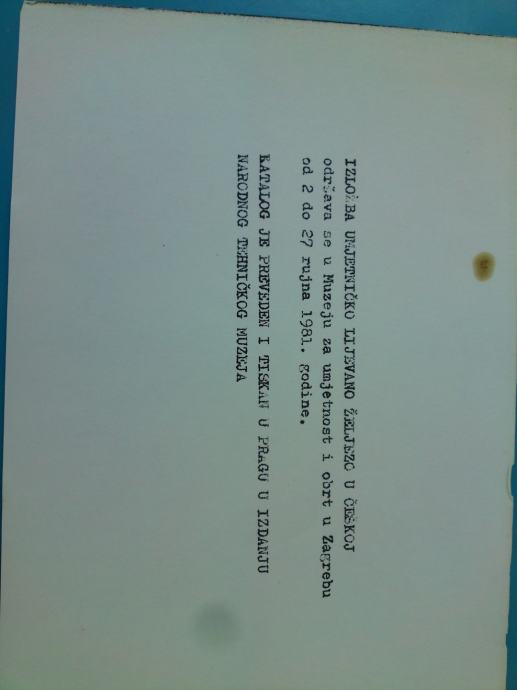 IZLOŽBA UMJETNIČKO LIJEVANO ŽELJEZO U ČEŠKOJ
održava se u Muzeju za umjetnost i obrt u Zagrebu
od 2 do 27 rujna 1981. godine.
KATALOG JE PREVEDEN I TISKAN U PRAGU U IZDANJU
NARODNOG TEHNIČKOG MUZEJA